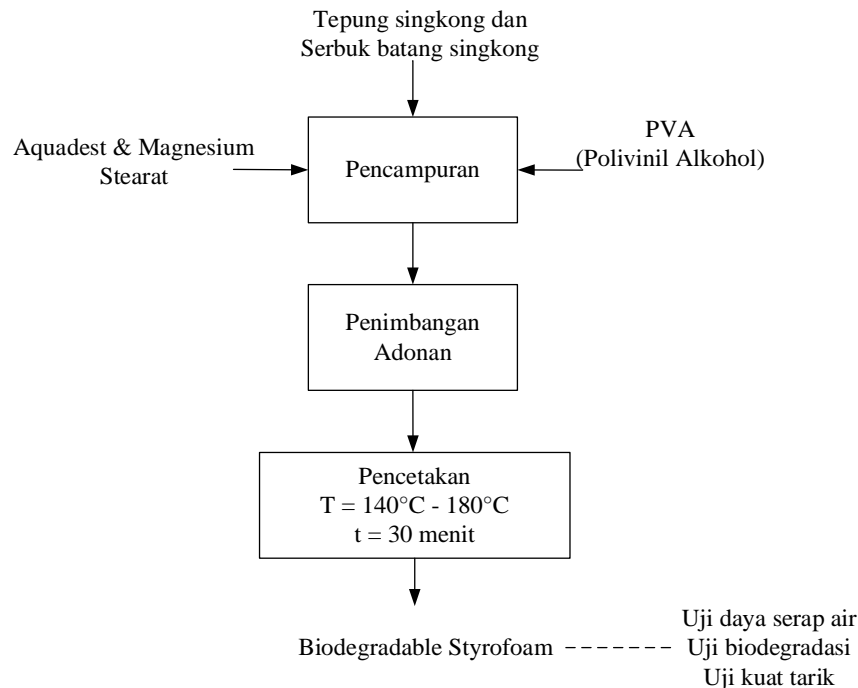 Tepung singkong dan
Serbuk batang singkong
Aquadest & Magnesium
Stearat
Pencampuran
PVA
(Polivinil Alkohol)
Penimbangan
Adonan
Pencetakan
T = 140°C - 180°C
t = 30 menit
Biodegradable Styrofoam
Uji daya serap air
Uji biodegradasi
Uji kuat tarik